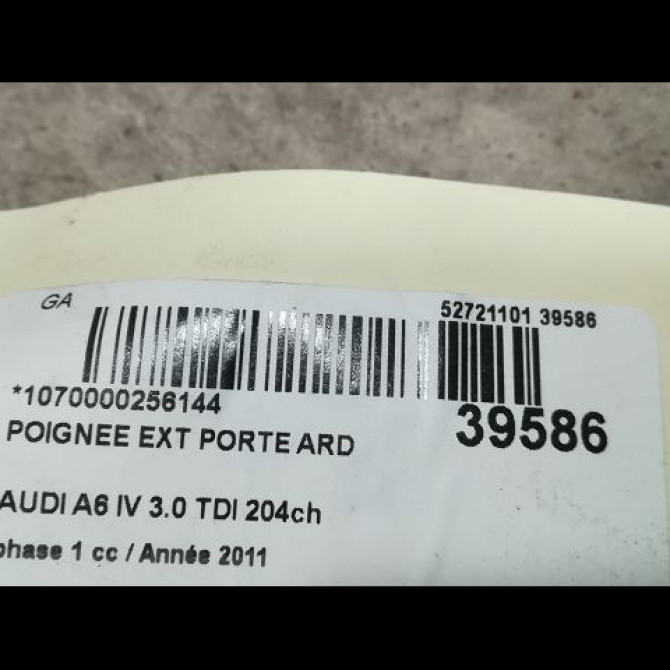 GA
52721101 39586
*1070000256144
39586
POIGNEE EXT PORTE ARD
AUDI A6 IV 3.0 TDI 204ch
phase 1 cc / Année 2011